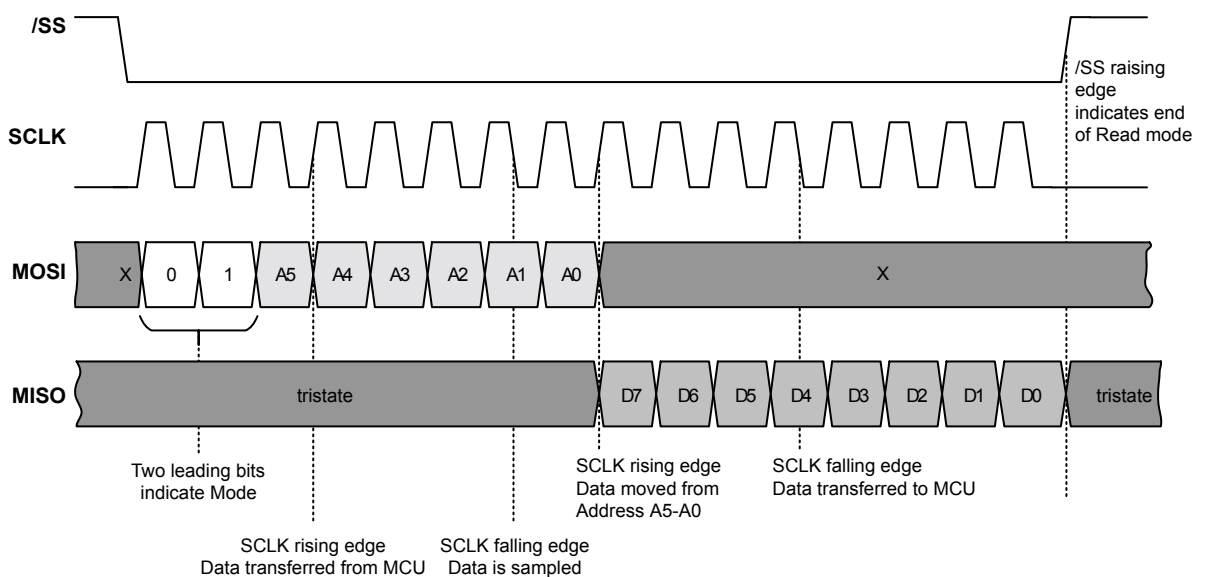 /SS
/SS raising
edge
indicates end
of Read mode
SCLK
MOSI
X 0 1 A5 A4 A3 A2 A1 A0 X
MISO
tristate D7 D6 D5 D4 D3 D2 D1 D0 tristate
Two leading bits
indicate Mode
SCLK rising edge
Data transferred from MCU
SCLK falling edge
Data is sampled
SCLK rising edge
Data moved from
Address A5-A0
SCLK falling edge
Data transferred to MCU